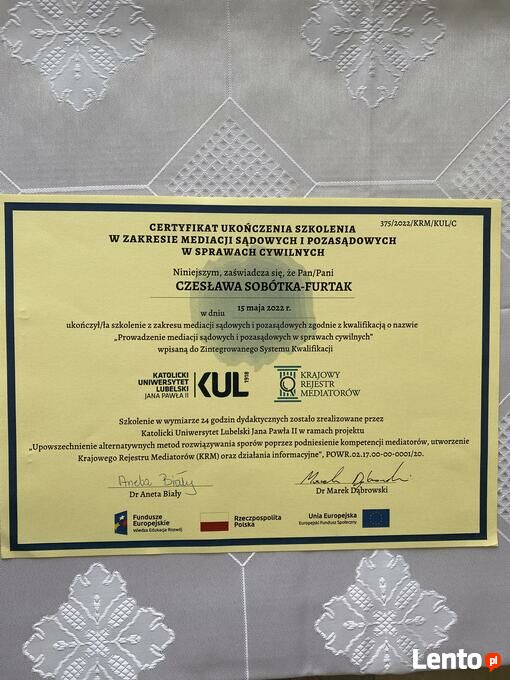 375/2022/KRM/KUL/C
CERTYFIKAT UKOŃCZENIA SZKOLENIA
W ZAKRESIE MEDIACJI SĄDOWYCH I POZASĄDOWYCH
W SPRAWACH CYWILNYCH
Niniejszym, zaświadcza się, że Pan/Pani
CZESŁAWA SOBÓTKA-FURTAK
w dniu 15 maja 2022 r.
ukończył/ła szkolenie z zakresu mediacji sądowych i pozasądowych zgodnie z kwalifikacją o nazwie
„Prowadzenie mediacji sądowych i pozasądowych w sprawach cywilnych”
wpisaną do Zintegrowanego Systemu Kwalifikacji
KATOLICKI
UNIWERSYTET
LUBELSKI
JANA PAWŁA II
KUL
1918
KRAJOWY
REJESTR
MEDIATORÓW
Szkolenie w wymiarze 24 godzin dydaktycznych zostało zrealizowane przez
Katolicki Uniwersytet Lubelski Jana Pawła II w ramach projektu
„Upowszechnienie alternatywnych metod rozwiązywania sporów poprzez podniesienie kompetencji mediatorów, utworzenie
Krajowego Rejestru Mediatorów (KRM) oraz działania informacyjne”, POWR.02.17.00-00-0001/20.
Aneta Biały
Dr Aneta Biały
Marek Dąbrowski
Dr Marek Dąbrowski
Fundusze
Europejskie
Wiedza Edukacja Rozwój
Rzeczpospolita
Polska
Unia Europejska
Europejski Fundusz Społeczny
Lento.pl